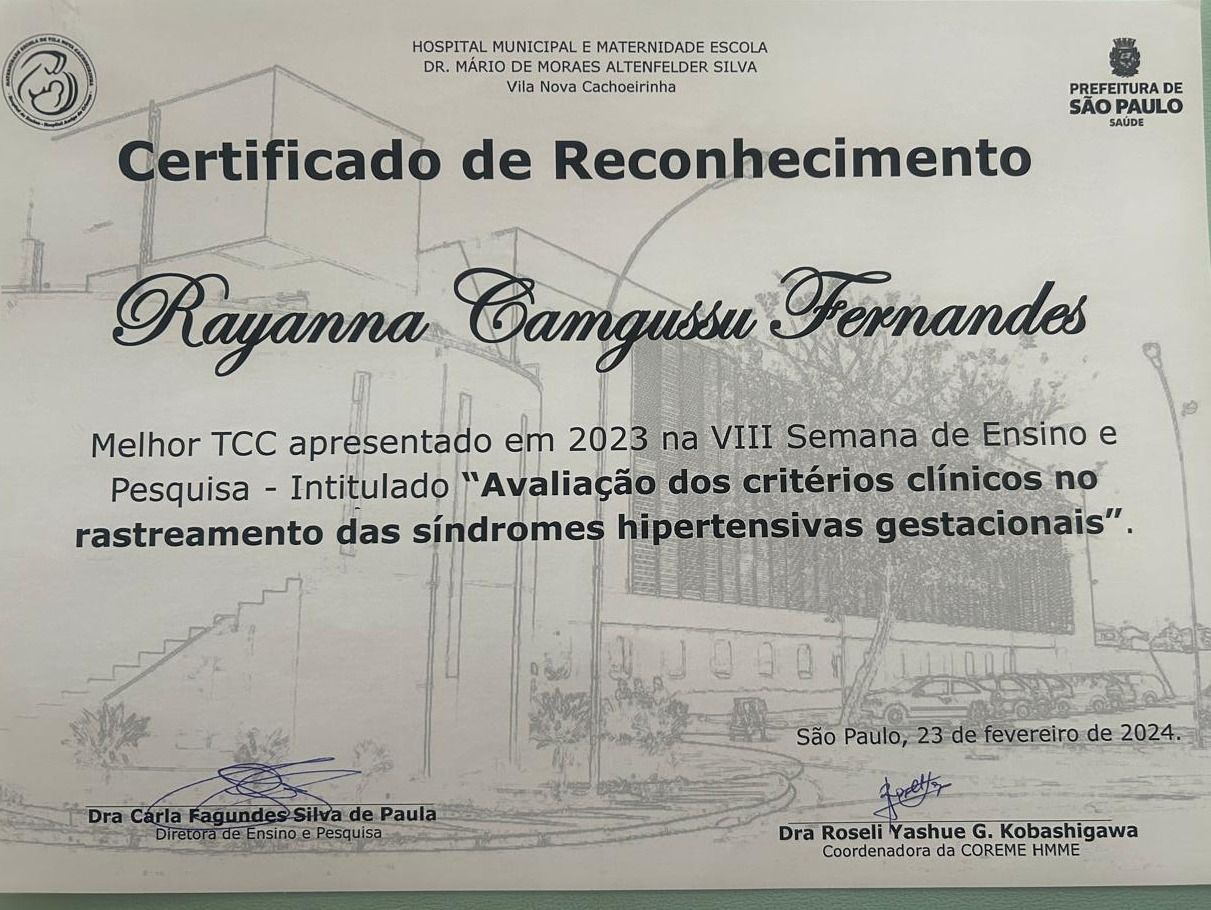 HOSPITAL MUNICIPAL E MATERNIDADE ESCOLA
DR. MÁRIO DE MORAES ALTENFELDER SILVA
Vila Nova Cachoeirinha
PREFEITURA DE
SÃO PAULO
SAÚDE
Certificado de Reconhecimento
Rayanna Camgussu Fernandes
Melhor TCC apresentado em 2023 na VIII Semana de Ensino e
Pesquisa - Intitulado “Avaliação dos critérios clínicos no
rastreamento das síndromes hipertensivas gestacionais”.
São Paulo, 23 de fevereiro de 2024.
Dra Carla Fagundes Silva de Paula
Diretora de Ensino e Pesquisa
Dra Roseli Yashue G. Kobashigawa
Coordenadora da COREME HMME